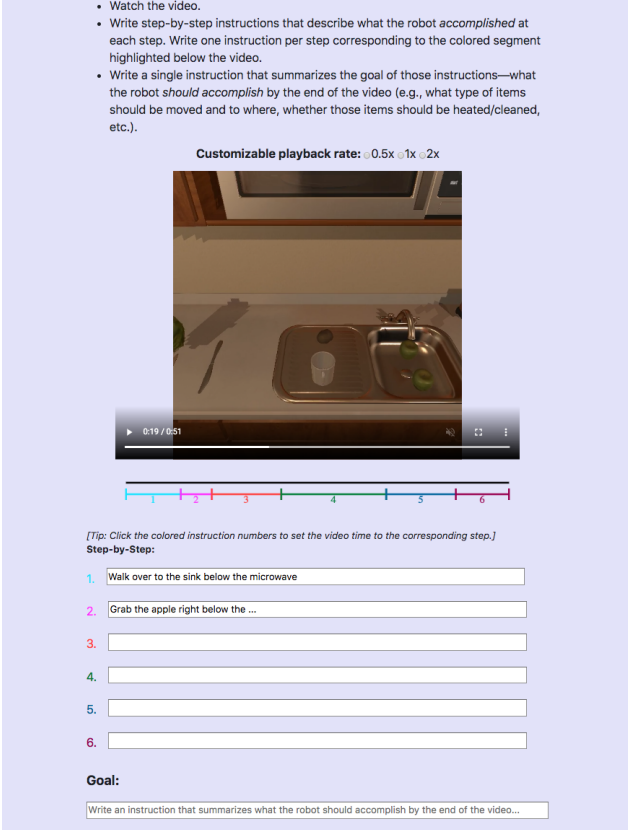 Watch the video.
Write step-by-step instructions that describe what the robot accomplished at
each step. Write one instruction per step corresponding to the colored segment
highlighted below the video.
Write a single instruction that summarizes the goal of those instructions—what
the robot should accomplish by the end of the video (e.g., what type of items
should be moved and to where, whether those items should be heated/cleaned,
etc.).
Customizable playback rate: 0.5x 1x 2x
0:19 / 0:51
1 2 3 4 5 6
[Tip: Click the colored instruction numbers to set the video time to the corresponding step.]
Step-by-Step:
1. Walk over to the sink below the microwave
2. Grab the apple right below the ...
3.
4.
5.
6.
Goal:
Write an instruction that summarizes what the robot should accomplish by the end of the video...